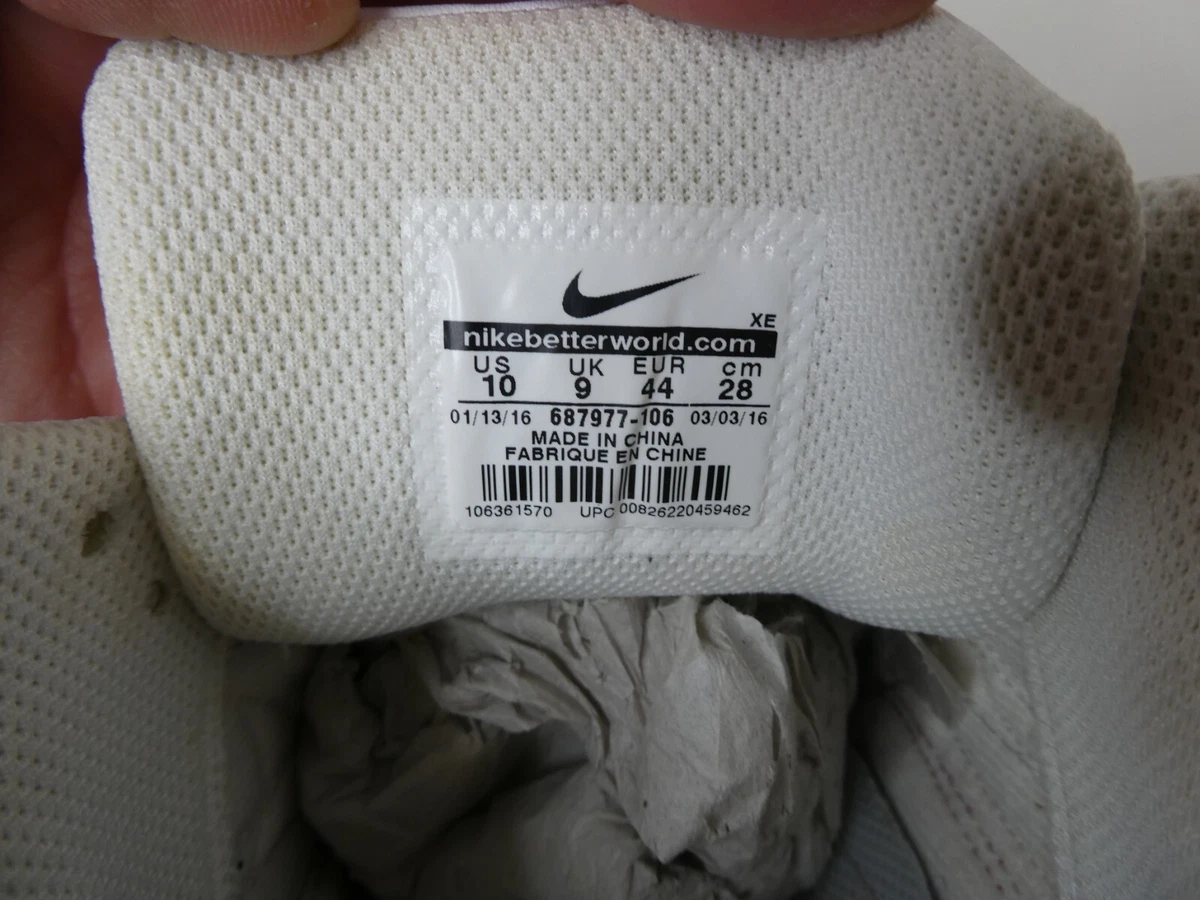 XE
nikebetterworld.com
US UK EUR cm
10 9 44 28
01/13/16 687977-106 03/03/16
MADE IN CHINA
FABRIQUE EN CHINE
106361570 UPC 00826220459462